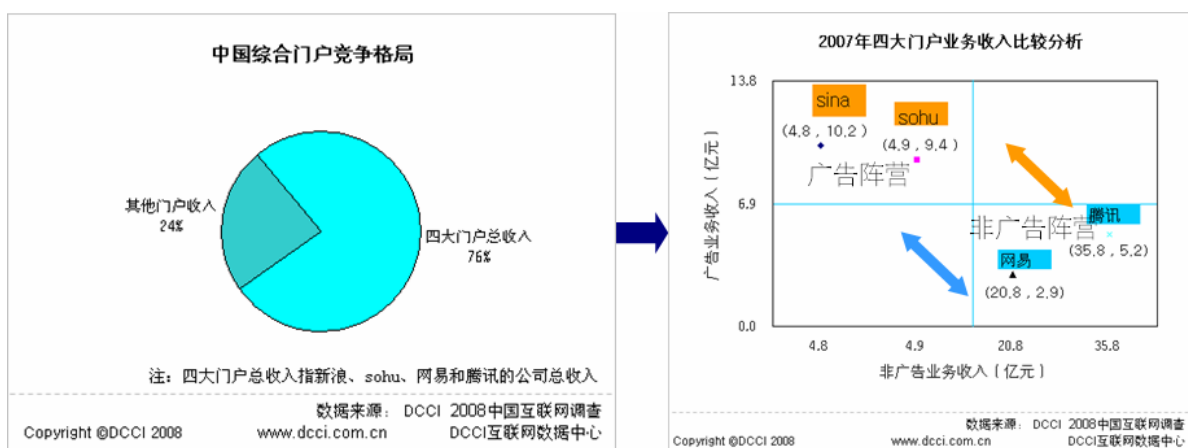 中国综合门户竞争格局
其他门户收入
24%
四大门户总收入
76%
注：四大门户总收入指新浪、sohu、网易和腾讯的公司总收入
数据来源： DCCI 2008中国互联网调查
Copyright @DCCI 2008 www.dcci.com.cn DCCI互联网数据中心
2007年四大门户业务收入比较分析
广告业务收入（亿元）
13.8
6.9
0.0
sina
(4.8 , 10.2 )
sohu
(4.9 , 9.4 )
广告阵营
腾讯
非广告阵营
(35.8 , 5.2)
网易
(20.8 , 2.9)
4.8 4.9 20.8 35.8
非广告业务收入（亿元）
数据来源： DCCI 2008中国互联网调查
Copyright @DCCI 2008 www.dcci.com.cn DCCI互联网数据中心